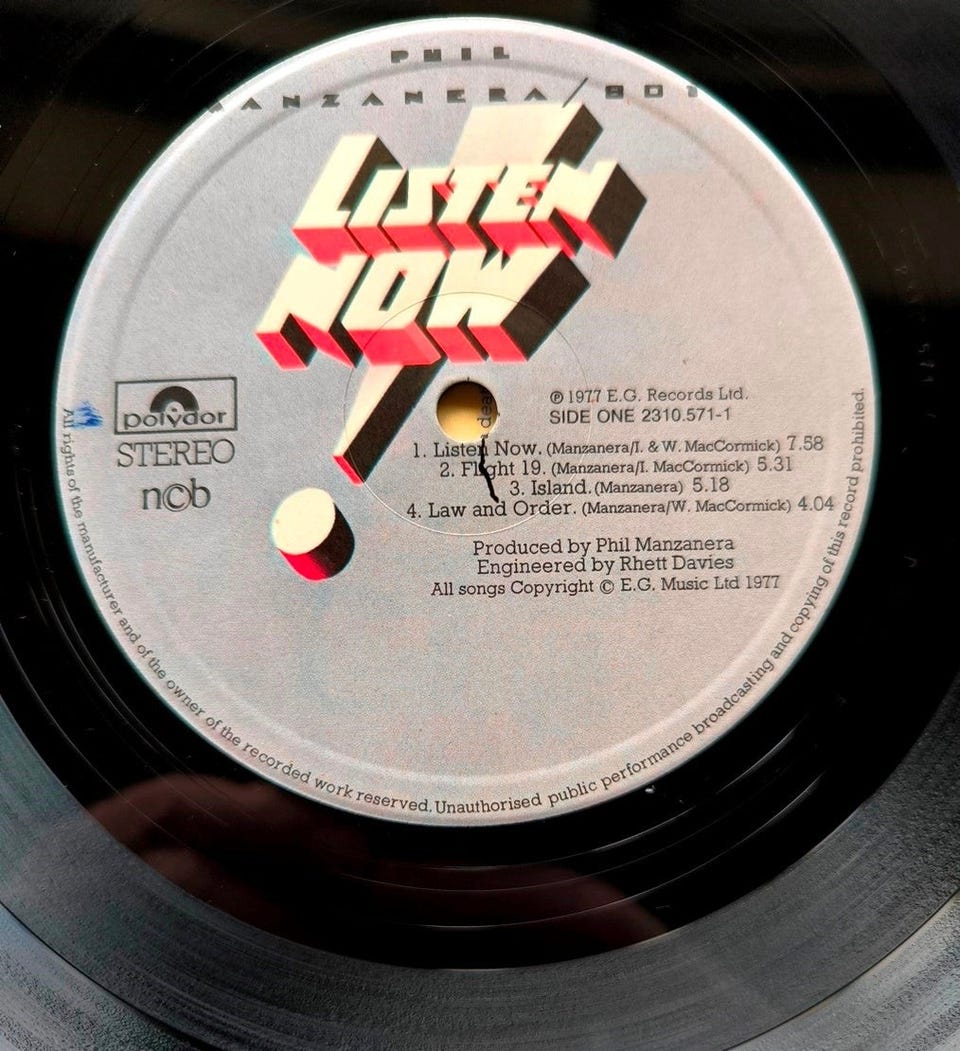 PHIL
MANZANERA/801
LISTEN
NOW
polydor
STEREO
n©b
℗ 1977 E.G. Records Ltd.
SIDE ONE 2310.571-1
1. Listen Now. (Manzanera/I. & W. MacCormick) 7.58
2. Flight 19. (Manzanera/I. MacCormick) 5.31
3. Island. (Manzanera) 5.18
4. Law and Order. (Manzanera/W. MacCormick) 4.04
Produced by Phil Manzanera
Engineered by Rhett Davies
All songs Copyright © E.G. Music Ltd 1977
All rights of the manufacturer and of the owner of the recorded work reserved. Unauthorised public performance broadcasting and copying of this record prohibited.